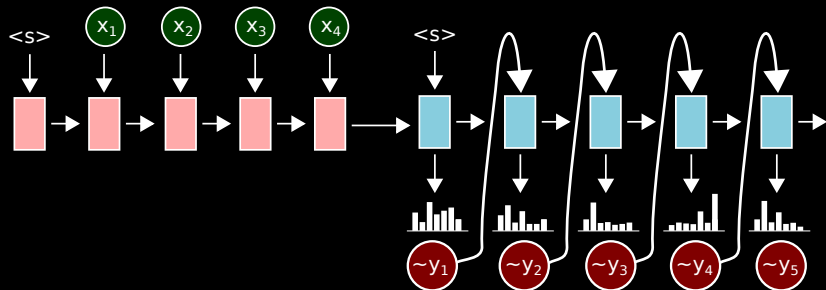 <s> x₁ x₂ x₃ x₄ <s>
~y₁ ~y₂ ~y₃ ~y₄ ~y₅